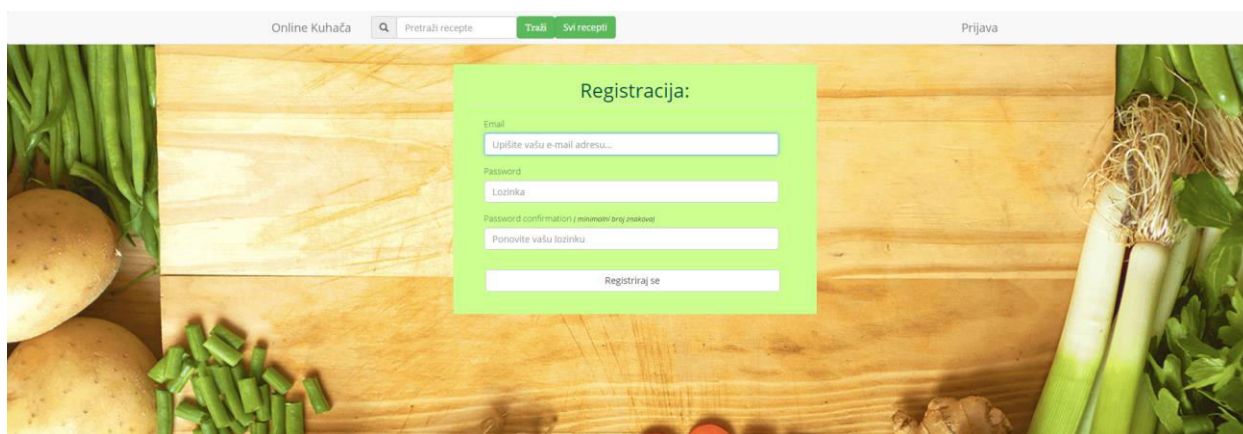 Online Kuhača Pretraži recepte Traži Svi recepti Prijava
Registracija:
Email
Upišite vašu e-mail adresu...
Password
Lozinka
Password confirmation ( minimalni broj znakova)
Ponovite vašu lozinku
Registriraj se